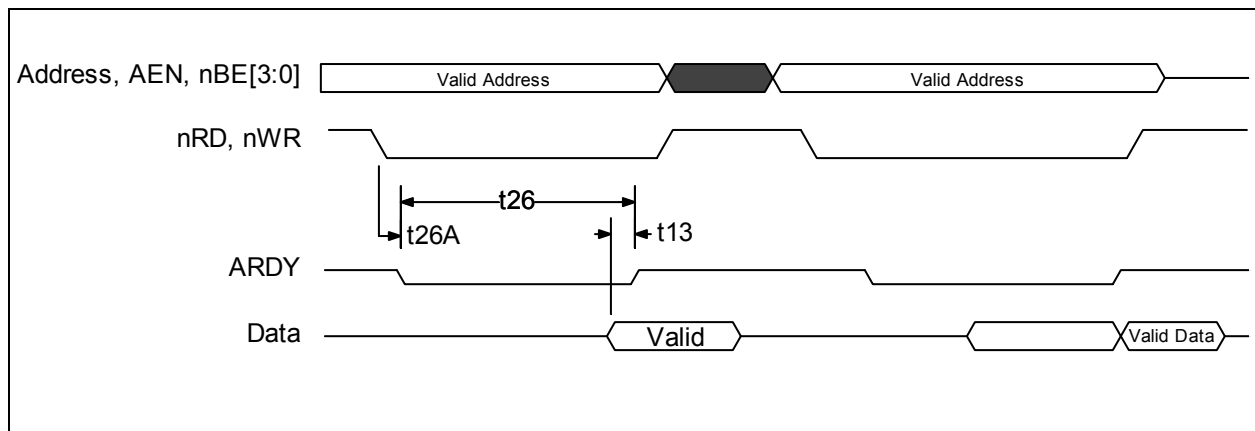 Address, AEN, nBE[3:0]
Valid Address
Valid Address
nRD, nWR
t26
t26A
t13
ARDY
Data
Valid
Valid Data